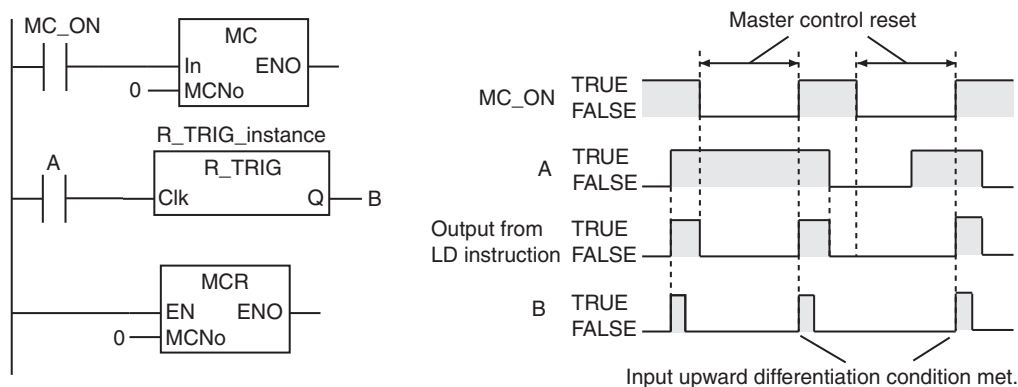 MC_ON
MC
In ENO
0 MCNo
R_TRIG_instance
A
R_TRIG
Clk Q B
MCR
EN ENO
0 MCNo
Master control reset
MC_ON TRUE
FALSE
A TRUE
FALSE
Output from LD instruction TRUE
FALSE
B TRUE
FALSE
Input upward differentiation condition met.